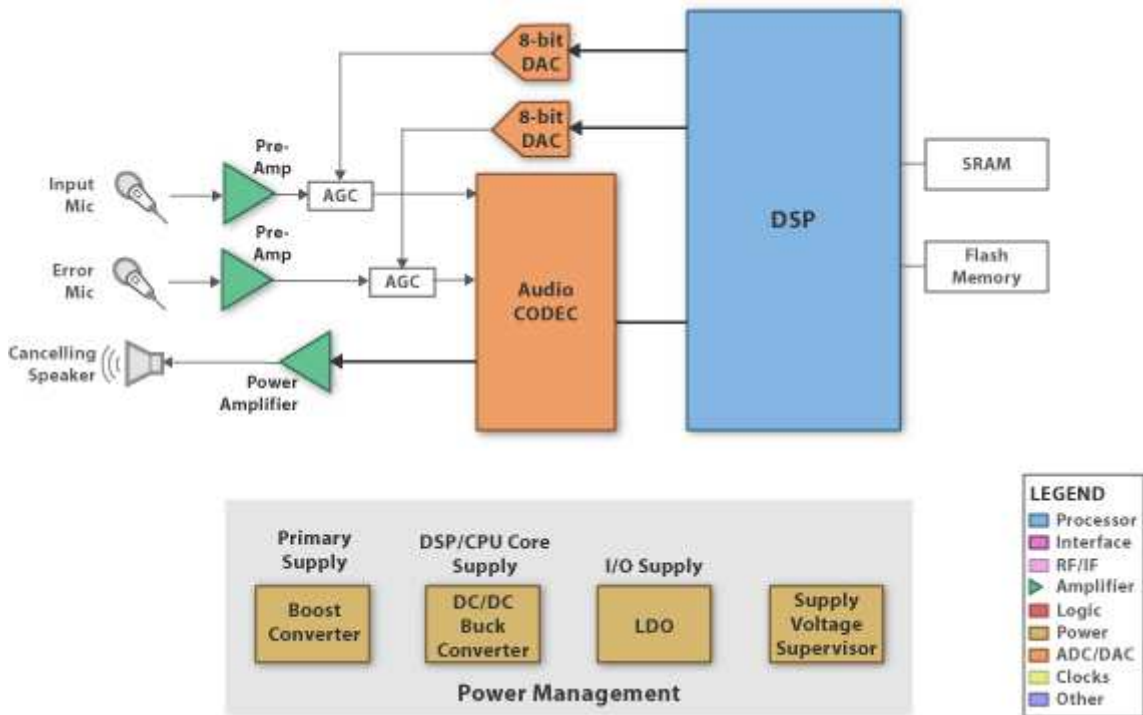 8-bit
DAC
8-bit
DAC
Pre-
Amp
Input
Mic
AGC
SRAM
DSP
Pre-
Amp
Error
Mic
AGC
Flash
Memory
Audio
CODEC
Cancelling
Speaker
Power
Amplifier
LEGEND
Processor
Interface
RF/IF
Amplifier
Logic
Power
ADC/DAC
Clocks
Other
Primary
Supply
DSP/CPU Core
Supply
I/O Supply
Boost
Converter
DC/DC
Buck
Converter
LDO
Supply
Voltage
Supervisor
Power Management